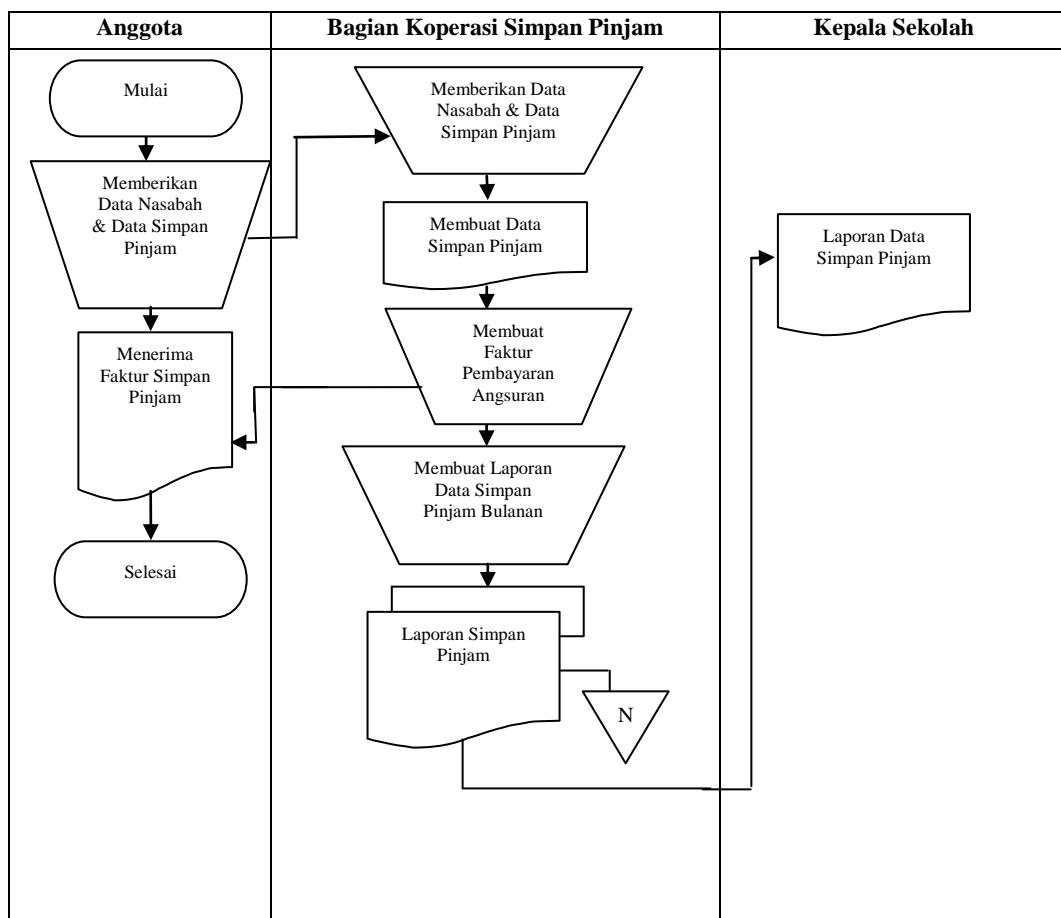 Anggota
Bagian Koperasi Simpan Pinjam
Kepala Sekolah
Mulai
Memberikan
Data Nasabah
& Data Simpan
Pinjam
Menerima
Faktur Simpan
Pinjam
Selesai
Memberikan Data
Nasabah & Data
Simpan Pinjam
Membuat Data
Simpan Pinjam
Membuat
Faktur
Pembayaran
Angsuran
Membuat Laporan
Data Simpan
Pinjam Bulanan
Laporan Simpan
Pinjam
N
Laporan Data
Simpan Pinjam